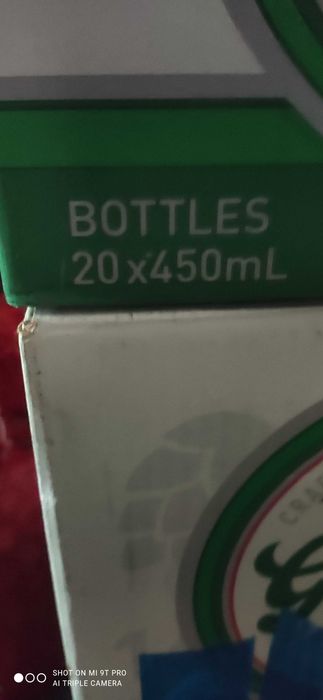 BOTTLES
20x450mL
SHOT ON MI 9T PRO
AI TRIPLE CAMERA